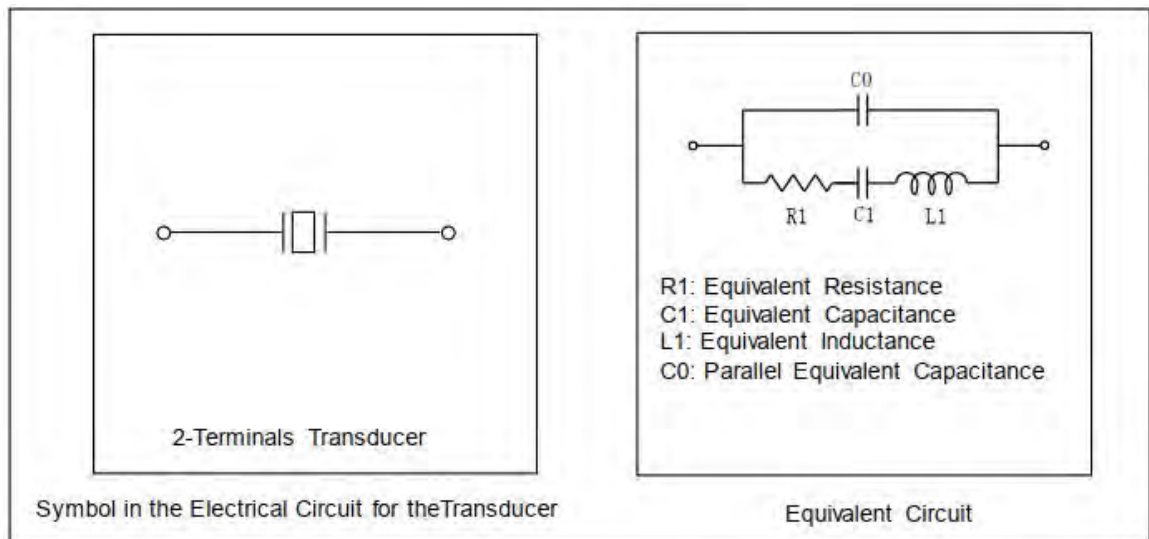 2-Terminals Transducer
Symbol in the Electrical Circuit for theTransducer
C0
R1
C1
L1
R1: Equivalent Resistance
C1: Equivalent Capacitance
L1: Equivalent Inductance
C0: Parallel Equivalent Capacitance
Equivalent Circuit